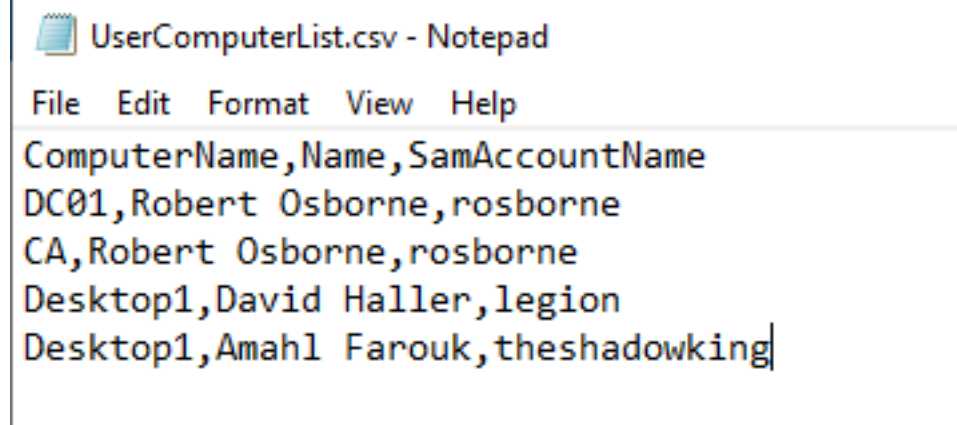 UserComputerList.csv - Notepad
File Edit Format View Help
ComputerName,Name,SamAccountName
DC01,Robert Osborne,rosborne
CA,Robert Osborne,rosborne
Desktop1,David Haller,legion
Desktop1,Amahl Farouk,theshadowking